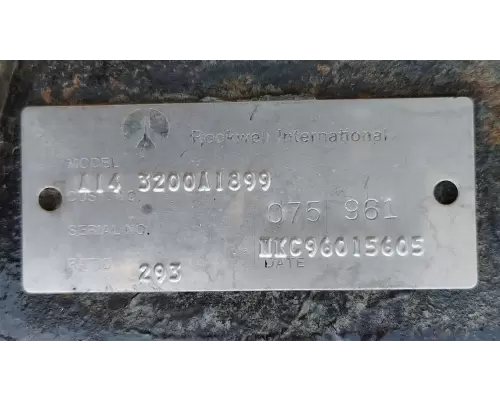 Rockwell International
MODEL
A14 3200A1899
CUST. NO.
075 961
SERIAL NO.
NKC96015605
RATIO
293
DATE